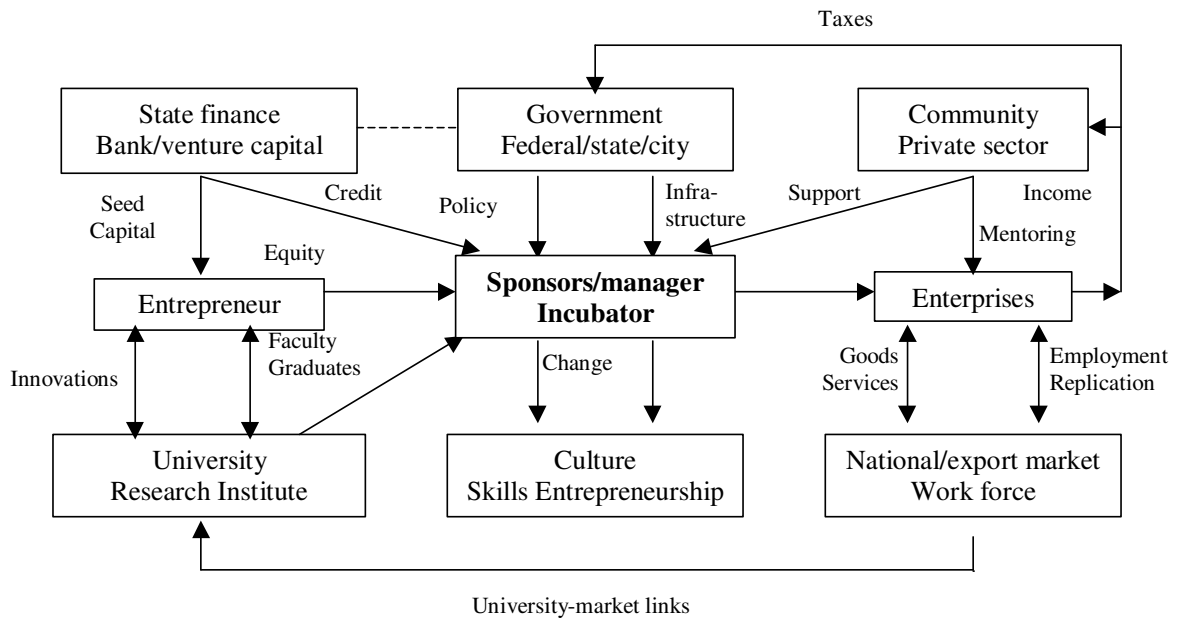 Taxes
State finance
Bank/venture capital
Government
Federal/state/city
Community
Private sector
Seed
Capital
Credit
Policy
Infra-
structure
Support
Income
Mentoring
Equity
Entrepreneur
Sponsors/manager
Incubator
Enterprises
Innovations
Faculty
Graduates
Change
Goods
Services
Employment
Replication
University
Research Institute
Culture
Skills Entrepreneurship
National/export market
Work force
University-market links